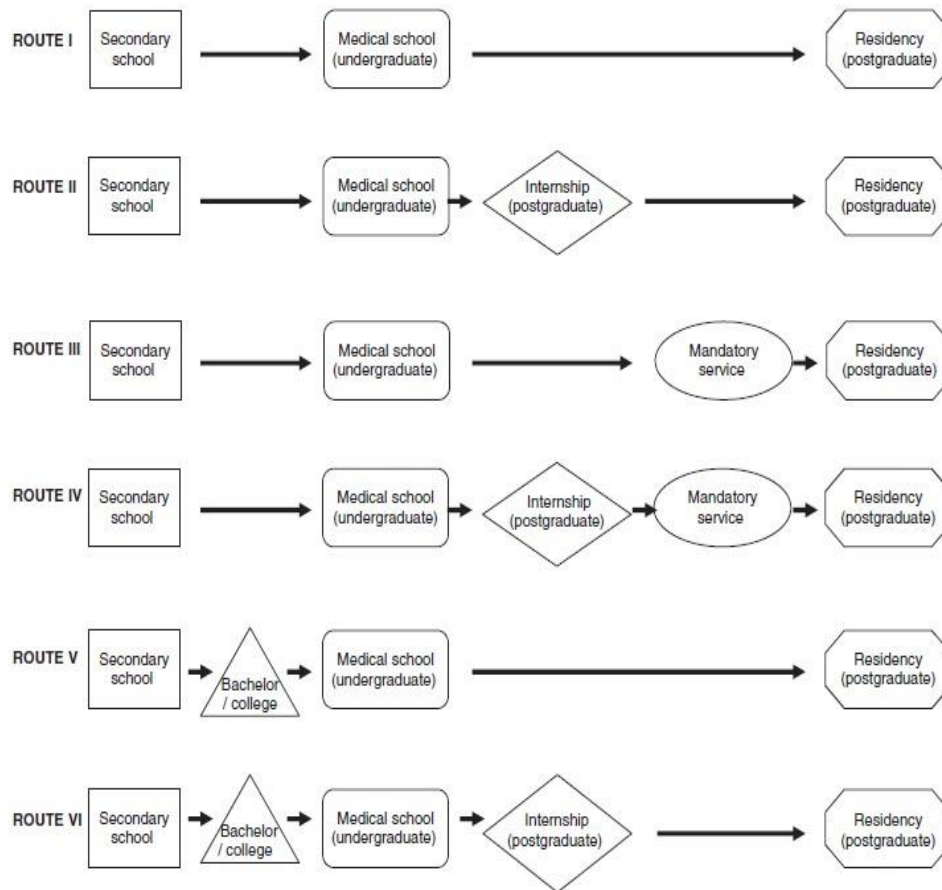 ROUTE I
Secondary
school
Medical school
(undergraduate)
Residency
(postgraduate)
ROUTE II
Secondary
school
Medical school
(undergraduate)
Internship
(postgraduate)
Residency
(postgraduate)
ROUTE III
Secondary
school
Medical school
(undergraduate)
Mandatory
service
Residency
(postgraduate)
ROUTE IV
Secondary
school
Medical school
(undergraduate)
Internship
(postgraduate)
Mandatory
service
Residency
(postgraduate)
ROUTE V
Secondary
school
Bachelor
/ college
Medical school
(undergraduate)
Residency
(postgraduate)
ROUTE VI
Secondary
school
Bachelor
/ college
Medical school
(undergraduate)
Internship
(postgraduate)
Residency
(postgraduate)